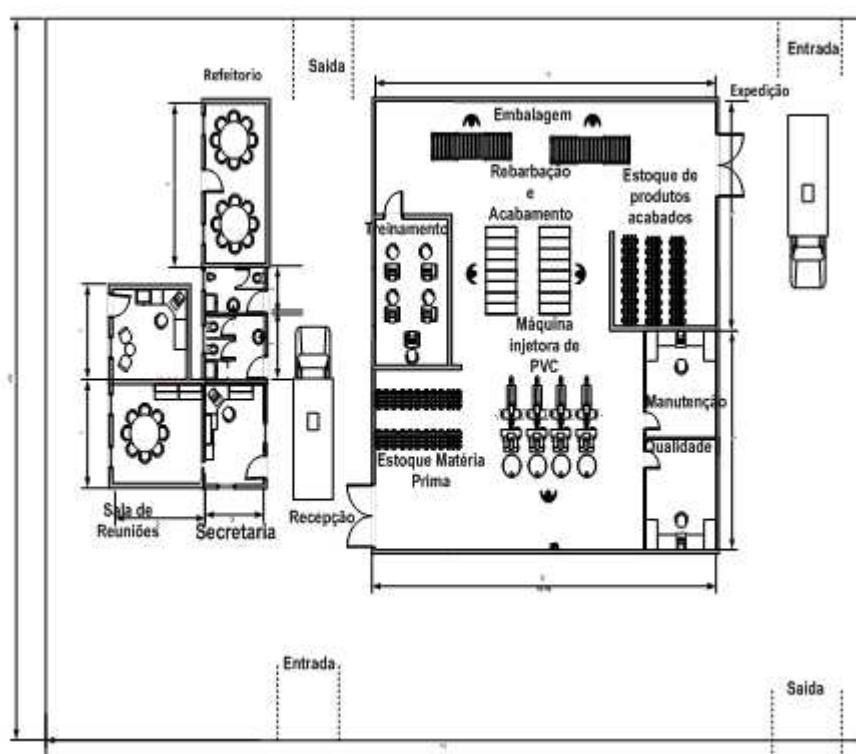 Saída
Entrada
Refeitorio
Expedição
Embalagem
Rebarbação
e
Acabamento
Estoque de
produtos
acabados
Treinamento
Máquina
injetora de
PVC
Manutenção
Qualidade
Estoque Matéria
Prima
Sala de
Reuniões
Secretaria
Recepção
Entrada
Saida